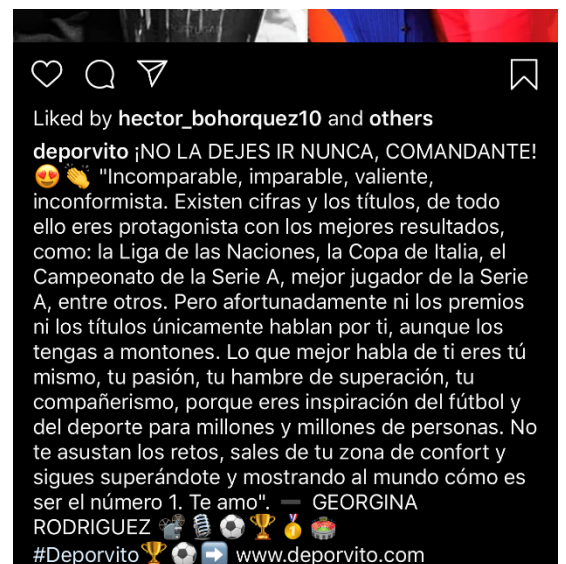 Liked by hector_bohorquez10 and others
deporvito ¡NO LA DEJES IR NUNCA, COMANDANTE!
😍👏 "Incomparable, imparable, valiente,
inconformista. Existen cifras y los títulos, de todo
ello eres protagonista con los mejores resultados,
como: la Liga de las Naciones, la Copa de Italia, el
Campeonato de la Serie A, mejor jugador de la Serie
A, entre otros. Pero afortunadamente ni los premios
ni los títulos únicamente hablan por ti, aunque los
tengas a montones. Lo que mejor habla de ti eres tú
mismo, tu pasión, tu hambre de superación, tu
compañerismo, porque eres inspiración del fútbol y
del deporte para millones y millones de personas. No
te asustan los retos, sales de tu zona de confort y
sigues superándote y mostrando al mundo cómo es
ser el número 1. Te amo". ➖ GEORGINA
RODRIGUEZ 📽🎙⚽🏆🥇🏟
#Deporvito🏆⚽➡ www.deporvito.com